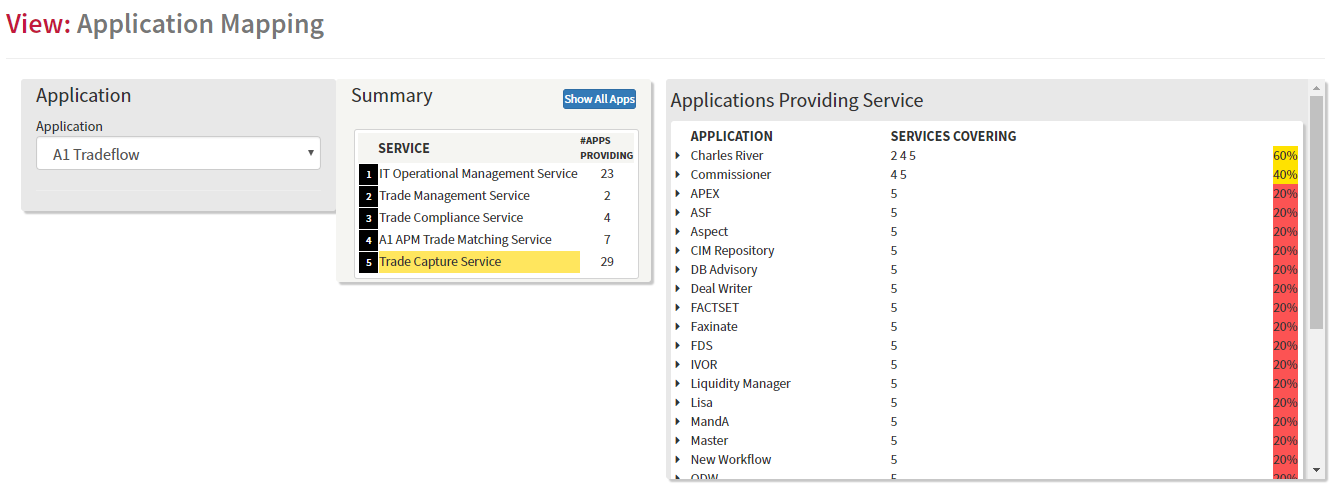 View: Application Mapping
Application
Application
A1 Tradeflow
Summary
Show All Apps
SERVICE #APPS PROVIDING
1 IT Operational Management Service 23
2 Trade Management Service 2
3 Trade Compliance Service 4
4 A1 APM Trade Matching Service 7
5 Trade Capture Service 29
Applications Providing Service
APPLICATION SERVICES COVERING
Charles River 2 4 5 60%
Commissioner 4 5 40%
APEX 5 20%
ASF 5 20%
Aspect 5 20%
CIM Repository 5 20%
DB Advisory 5 20%
Deal Writer 5 20%
FACTSET 5 20%
Faxinate 5 20%
FDS 5 20%
IVOR 5 20%
Liquidity Manager 5 20%
Lisa 5 20%
MandA 5 20%
Master 5 20%
New Workflow 5 20%
5 20%